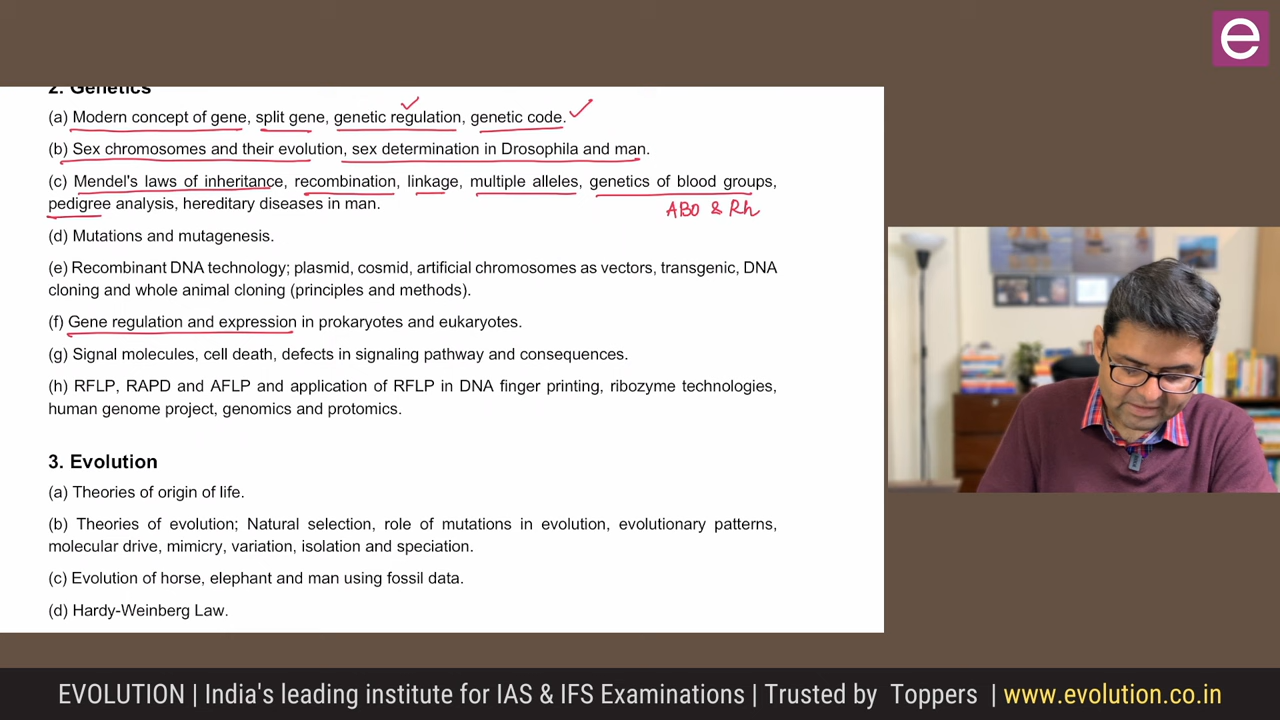 e
2. Genetics
(a) Modern concept of gene, split gene, genetic regulation, genetic code.
(b) Sex chromosomes and their evolution, sex determination in Drosophila and man.
(c) Mendel's laws of inheritance, recombination, linkage, multiple alleles, genetics of blood groups,
pedigree analysis, hereditary diseases in man.
ABO & Rh
(d) Mutations and mutagenesis.
(e) Recombinant DNA technology; plasmid, cosmid, artificial chromosomes as vectors, transgenic, DNA
cloning and whole animal cloning (principles and methods).
(f) Gene regulation and expression in prokaryotes and eukaryotes.
(g) Signal molecules, cell death, defects in signaling pathway and consequences.
(h) RFLP, RAPD and AFLP and application of RFLP in DNA finger printing, ribozyme technologies,
human genome project, genomics and protomics.
3. Evolution
(a) Theories of origin of life.
(b) Theories of evolution; Natural selection, role of mutations in evolution, evolutionary patterns,
molecular drive, mimicry, variation, isolation and speciation.
(c) Evolution of horse, elephant and man using fossil data.
(d) Hardy-Weinberg Law.
EVOLUTION | India's leading institute for IAS & IFS Examinations | Trusted by Toppers | www.evolution.co.in